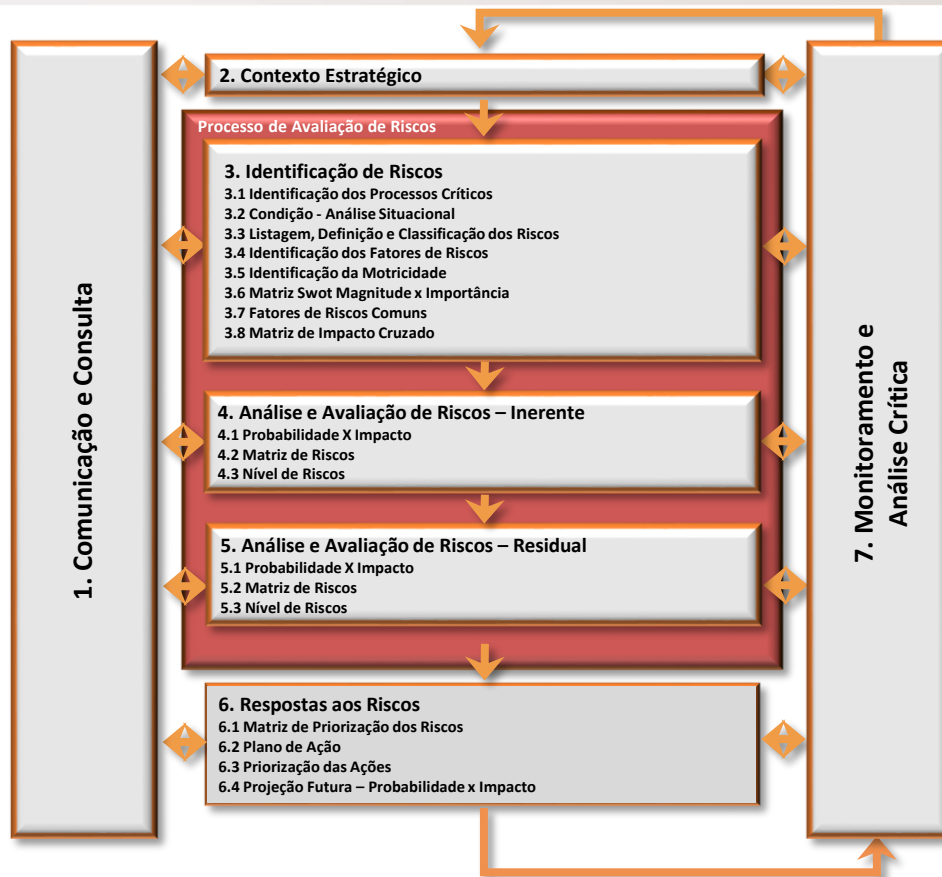 1. Comunicação e Consulta
2. Contexto Estratégico
Processo de Avaliação de Riscos
3. Identificação de Riscos
3.1 Identificação dos Processos Críticos
3.2 Condição - Análise Situacional
3.3 Listagem, Definição e Classificação dos Riscos
3.4 Identificação dos Fatores de Riscos
3.5 Identificação da Motricidade
3.6 Matriz Swot Magnitude x Importância
3.7 Fatores de Riscos Comuns
3.8 Matriz de Impacto Cruzado
4. Análise e Avaliação de Riscos – Inerente
4.1 Probabilidade X Impacto
4.2 Matriz de Riscos
4.3 Nível de Riscos
5. Análise e Avaliação de Riscos – Residual
5.1 Probabilidade X Impacto
5.2 Matriz de Riscos
5.3 Nível de Riscos
6. Respostas aos Riscos
6.1 Matriz de Priorização dos Riscos
6.2 Plano de Ação
6.3 Priorização das Ações
6.4 Projeção Futura – Probabilidade x Impacto
7. Monitoramento e
Análise Crítica